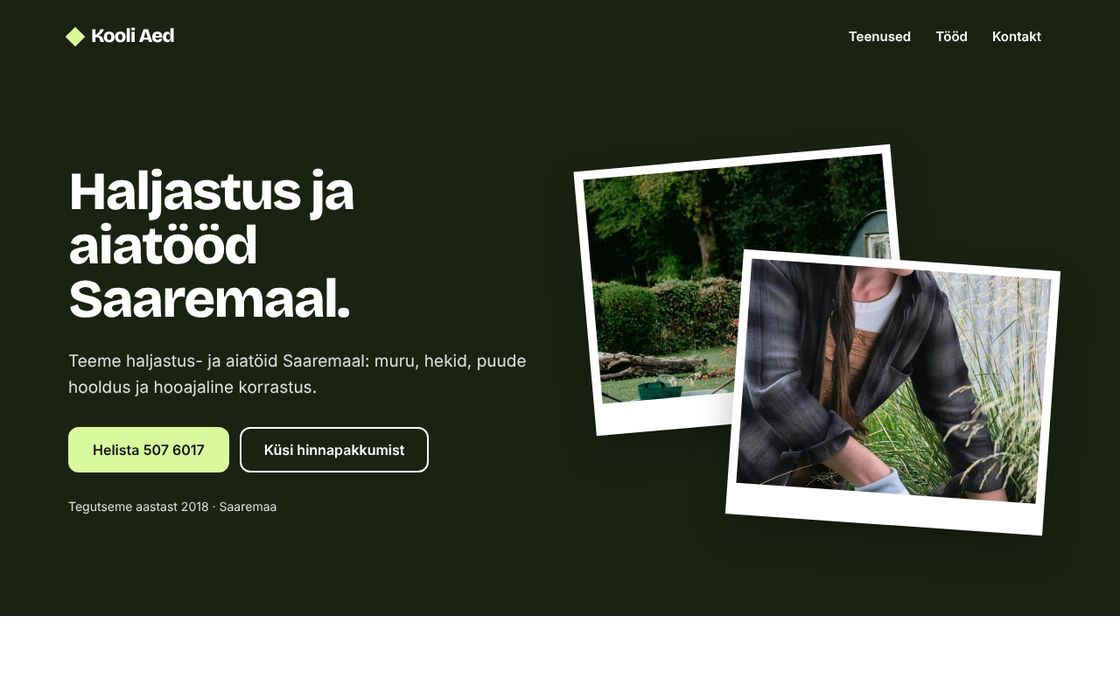 Kooli Aed
Teenused
Tööd
Kontakt
Haljastus ja
aiatööd
Saaremaal.
Teeme haljastus- ja aiatöid Saaremaal: muru, hekid, puude
hooldus ja hooajaline korrastus.
Helista 507 6017
Küsi hinnapakkumist
Tegutseme aastast 2018 · Saaremaa